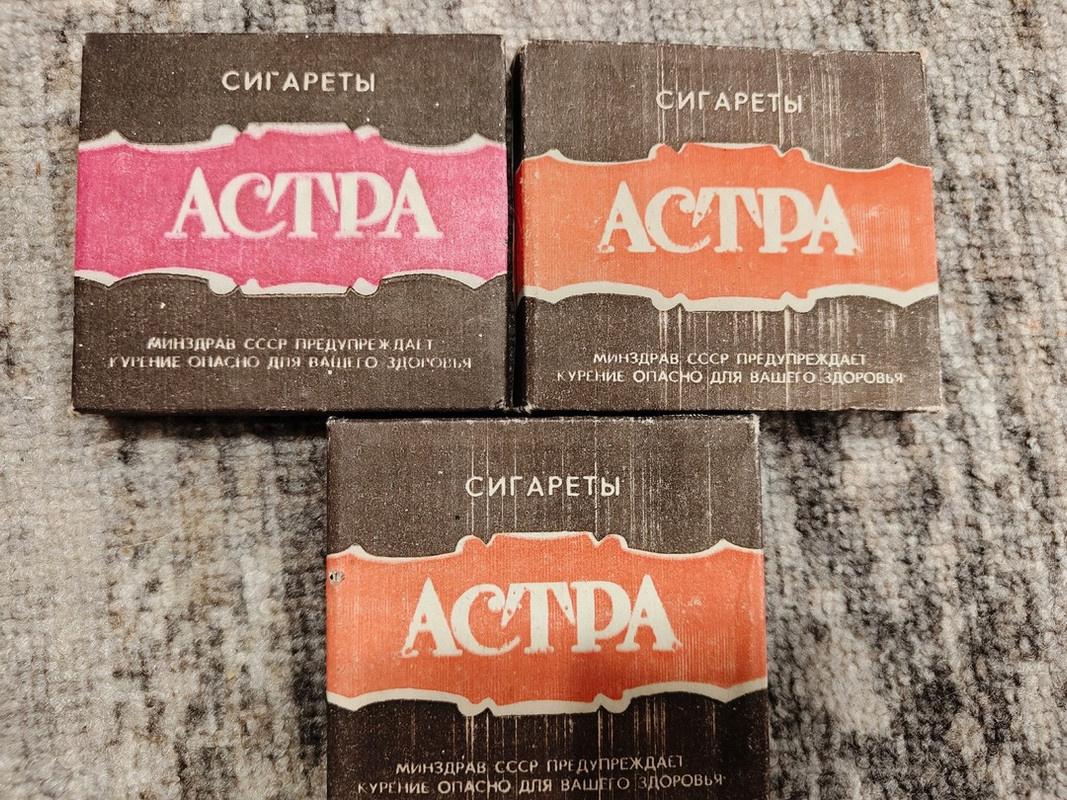 СИГАРЕТЫ
АСТРА
МИНЗДРАВ СССР ПРЕДУПРЕЖДАЕТ
КУРЕНИЕ ОПАСНО ДЛЯ ВАШЕГО ЗДОРОВЬЯ
СИГАРЕТЫ
АСТРА
МИНЗДРАВ СССР ПРЕДУПРЕЖДАЕТ
КУРЕНИЕ ОПАСНО ДЛЯ ВАШЕГО ЗДОРОВЬЯ
СИГАРЕТЫ
АСТРА
МИНЗДРАВ СССР ПРЕДУПРЕЖДАЕТ
КУРЕНИЕ ОПАСНО ДЛЯ ВАШЕГО ЗДОРОВЬЯ